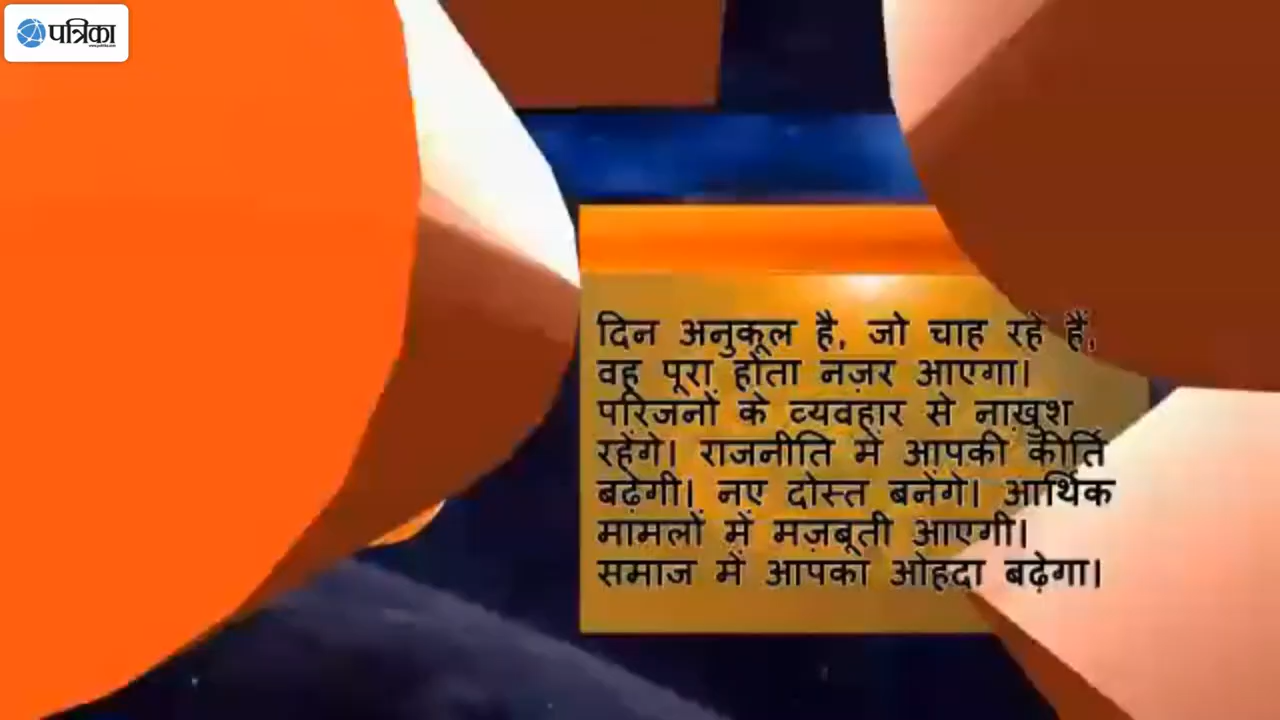 पत्रिका
दिन अनुकूल है, जो चाह रहे हैं,
वह पूरा होता नज़र आएगा।
परिजनों के व्यवहार से नाख़ुश
रहेंगे। राजनीति में आपकी कीर्ति
बढ़ेगी। नए दोस्त बनेंगे। आर्थिक
मामलों में मज़बूती आएगी।
समाज में आपका ओहदा बढ़ेगा।